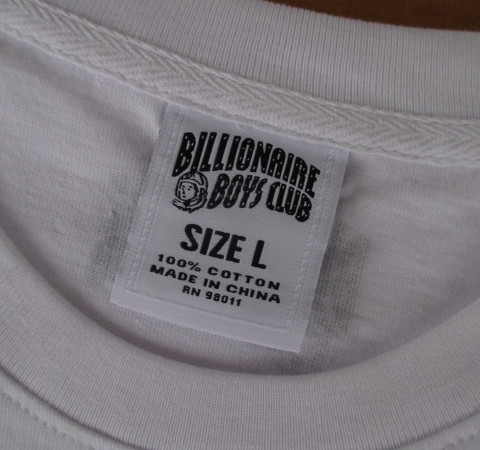 BILLIONAIRE
BOYS CLUB
SIZE L
100% COTTON
MADE IN CHINA
RN 98011